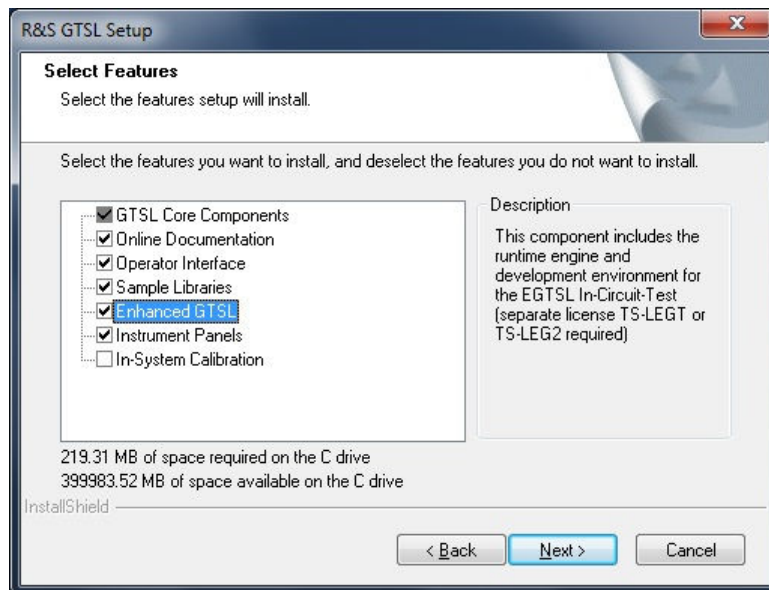 R&S GTSL Setup
Select Features
Select the features setup will install.
Select the features you want to install, and deselect the features you do not want to install.
GTSL Core Components
Online Documentation
Operator Interface
Sample Libraries
Enhanced GTSL
Instrument Panels
In-System Calibration
Description
This component includes the
runtime engine and
development environment for
the EGTSL In-Circuit-Test
(separate license TS-LEGT or
TS-LEG2 required)
219.31 MB of space required on the C drive
399983.52 MB of space available on the C drive
InstallShield
< Back
Next >
Cancel